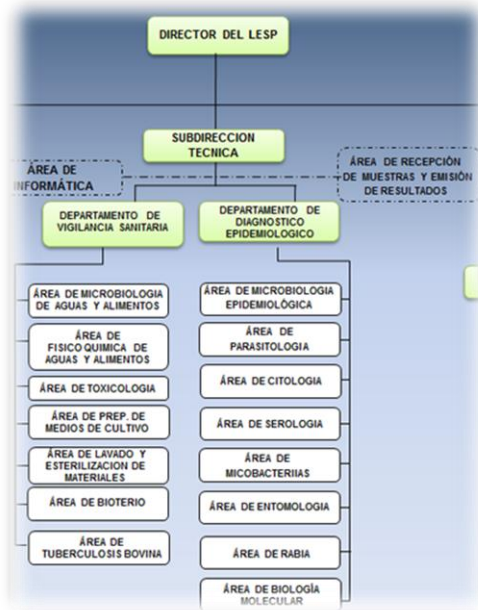 DIRECTOR DEL LESP
SUBDIRECCION
TECNICA
ÁREA DE
INFORMÁTICA
ÁREA DE RECEPCIÓN
DE MUESTRAS Y EMISIÓN
DE RESULTADOS
DEPARTAMENTO DE
VIGILANCIA SANITARIA
DEPARTAMENTO DE
DIAGNOSTICO
EPIDEMIOLOGICO
ÁREA DE MICROBIOLOGIA
DE AGUAS Y ALIMENTOS
ÁREA DE
FISICO QUIMICA DE
AGUAS Y ALIMENTOS
ÁREA DE TOXICOLOGIA
ÁREA DE PREP. DE
MEDIOS DE CULTIVO
ÁREA DE LAVADO Y
ESTERILIZACION DE
MATERIALES
ÁREA DE BIOTERIO
ÁREA DE
TUBERCULOSIS BOVINA
ÁREA DE MICROBIOLOGIA
EPIDEMIOLÓGICA
ÁREA DE
PARASITOLOGIA
ÁREA DE CITOLOGIA
ÁREA DE SEROLOGIA
ÁREA DE
MICOBACTERIIAS
ÁREA DE ENTOMOLOGIA
ÁREA DE RABIA
ÁREA DE BIOLOGÌA
MOLECULAR